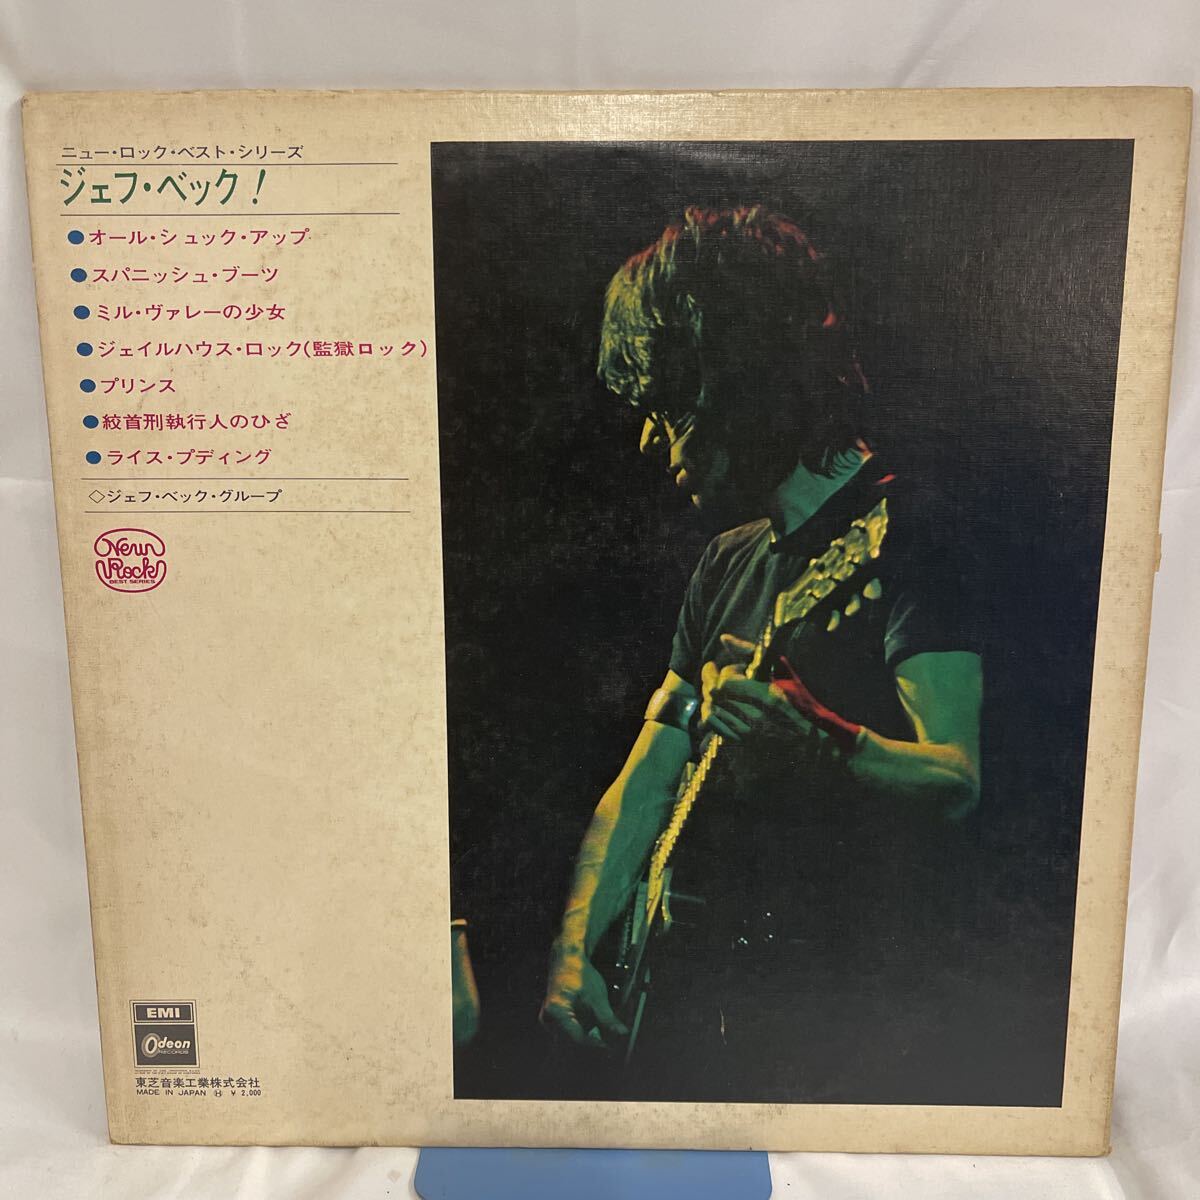 ニュー・ロック・ベスト・シリーズ
ジェフ・ベック!
●オール・シュック・アップ
●スパニッシュ・ブーツ
●ミル・ヴァレーの少女
●ジェイルハウス・ロック(監獄ロック)
●プリンス
●絞首刑執行人のひざ
●ライス・プディング
◇ジェフ・ベック・グループ
New
Rock
BEST SERIES
EMI
Odeon
RECORDS
東芝音楽工業株式会社
MADE IN JAPAN Ⓗ ¥ 2,000